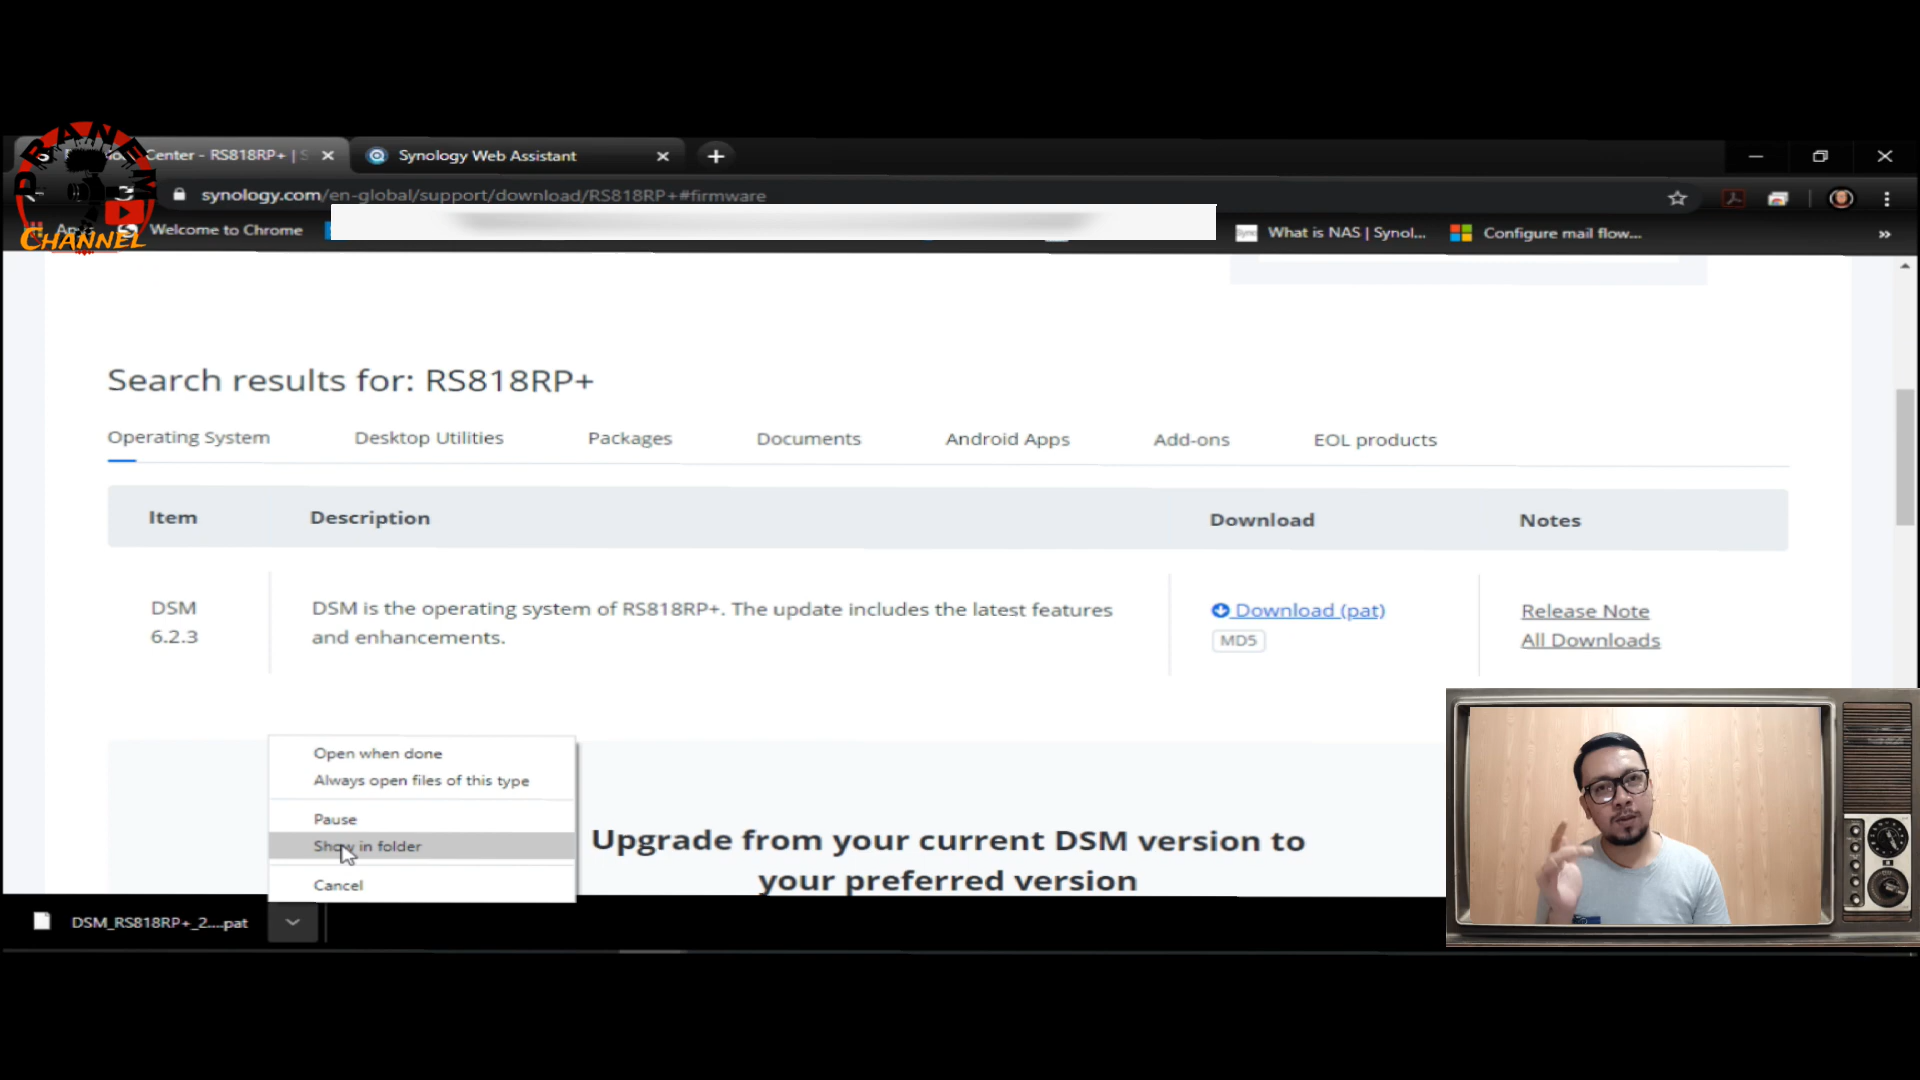 Center - RS818RP+ | S
Synology Web Assistant
synology.com/en-global/support/download/RS818RP+#firmware
CHANNEL
Welcome to Chrome
What is NAS | Synol...
Configure mail flow...
Search results for: RS818RP+
Operating System
Desktop Utilities
Packages
Documents
Android Apps
Add-ons
EOL products
Item
Description
Download
Notes
DSM
6.2.3
DSM is the operating system of RS818RP+. The update includes the latest features
and enhancements.
Download (pat)
MD5
Release Note
All Downloads
Open when done
Always open files of this type
Pause
Show in folder
Cancel
Upgrade from your current DSM version to
your preferred version
DSM_RS818RP+_2....pat